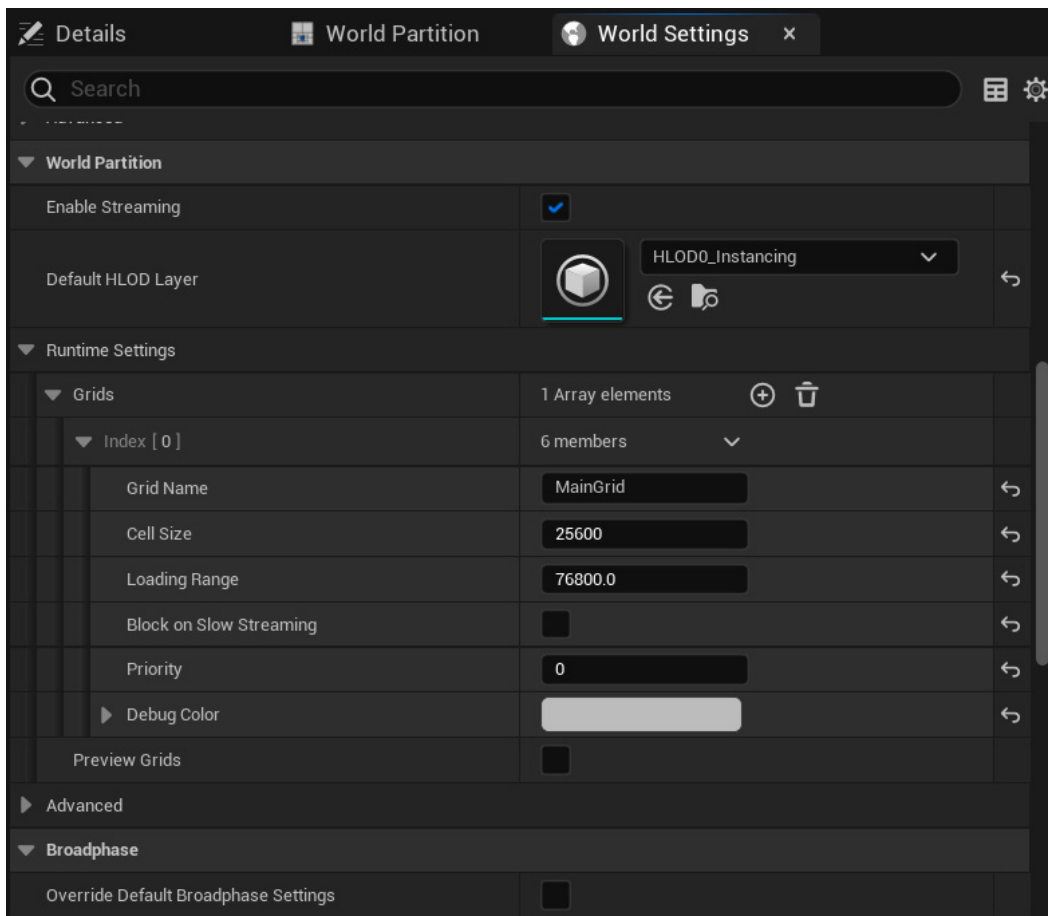 Details World Partition World Settings ×
Search
World Partition
Enable Streaming
Default HLOD Layer HLOD0_Instancing
Runtime Settings
Grids 1 Array elements
Index [ 0 ] 6 members
Grid Name MainGrid
Cell Size 25600
Loading Range 76800.0
Block on Slow Streaming
Priority 0
Debug Color
Preview Grids
Advanced
Broadphase
Override Default Broadphase Settings